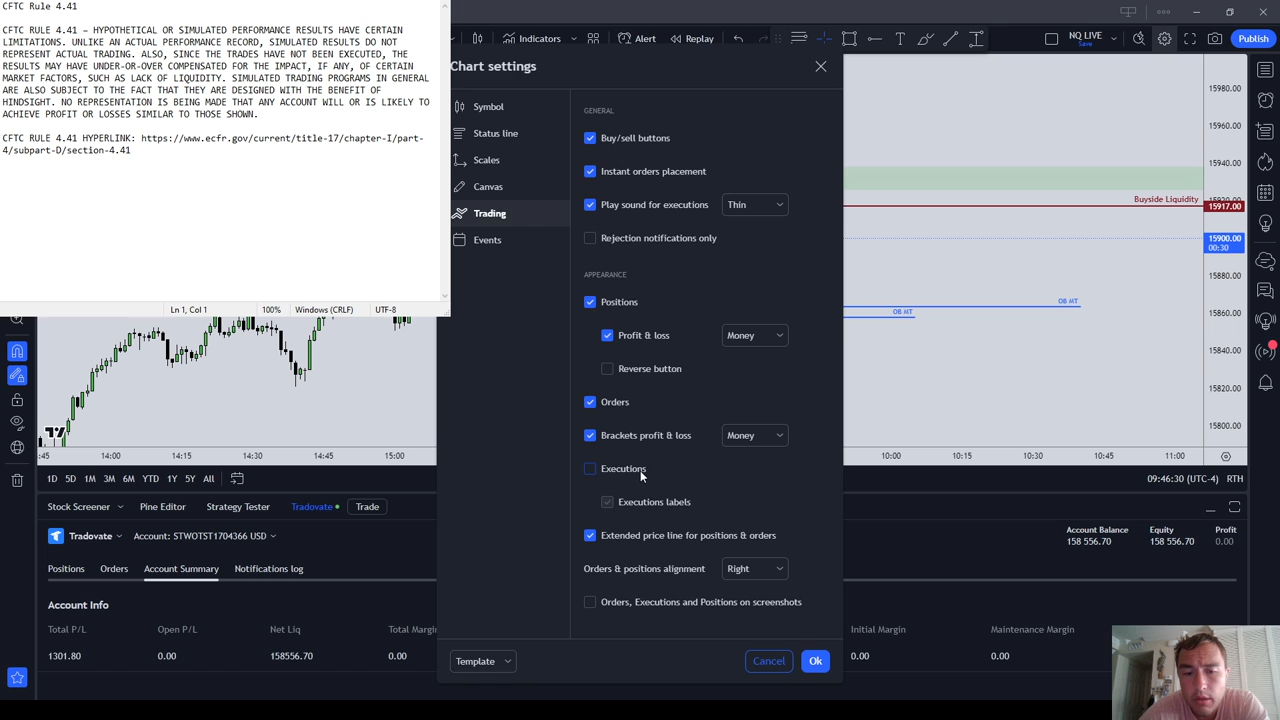 CFTC Rule 4.41
CFTC RULE 4.41 – HYPOTHETICAL OR SIMULATED PERFORMANCE RESULTS HAVE CERTAIN
LIMITATIONS. UNLIKE AN ACTUAL PERFORMANCE RECORD, SIMULATED RESULTS DO NOT
REPRESENT ACTUAL TRADING. ALSO, SINCE THE TRADES HAVE NOT BEEN EXECUTED, THE
RESULTS MAY HAVE UNDER-OR-OVER COMPENSATED FOR THE IMPACT, IF ANY, OF CERTAIN
MARKET FACTORS, SUCH AS LACK OF LIQUIDITY. SIMULATED TRADING PROGRAMS IN GENERAL
ARE ALSO SUBJECT TO THE FACT THAT THEY ARE DESIGNED WITH THE BENEFIT OF
HINDSIGHT. NO REPRESENTATION IS BEING MADE THAT ANY ACCOUNT WILL OR IS LIKELY TO
ACHIEVE PROFIT OR LOSSES SIMILAR TO THOSE SHOWN.
CFTC RULE 4.41 HYPERLINK: https://www.ecfr.gov/current/title-17/chapter-I/part-
4/subpart-D/section-4.41
Ln 1, Col 1 100% Windows (CRLF) UTF-8
Indicators Alert Replay
NQ LIVE
Save
Publish
Chart settings
Symbol
Status line
Scales
Canvas
Trading
Events
GENERAL
Buy/sell buttons
Instant orders placement
Play sound for executions Thin
Rejection notifications only
APPEARANCE
Positions
Profit & loss Money
Reverse button
Orders
Brackets profit & loss Money
Executions
Executions labels
Extended price line for positions & orders
Orders & positions alignment Right
Orders, Executions and Positions on screenshots
Template
Cancel
Ok
15980.00
15960.00
15940.00
Buyside Liquidity
15917.00
15900.00
00:30
15880.00
OB MT
OB MT
15860.00
15840.00
15820.00
15800.00
:45 14:00 14:15 14:30 14:45 15:00
10:00 10:15 10:30 10:45 11:00
1D 5D 1M 3M 6M YTD 1Y 5Y All
09:46:30 (UTC-4) RTH
Stock Screener Pine Editor Strategy Tester Tradovate Trade
Tradovate Account: STWOTST1704366 USD
Account Balance Equity Profit
158 556.70 158 556.70 0.00
Positions Orders Account Summary Notifications log
Account Info
Total P/L Open P/L Net Liq Total Margin
Initial Margin Maintenance Margin
1301.80 0.00 158556.70 0.00
0.00 0.00